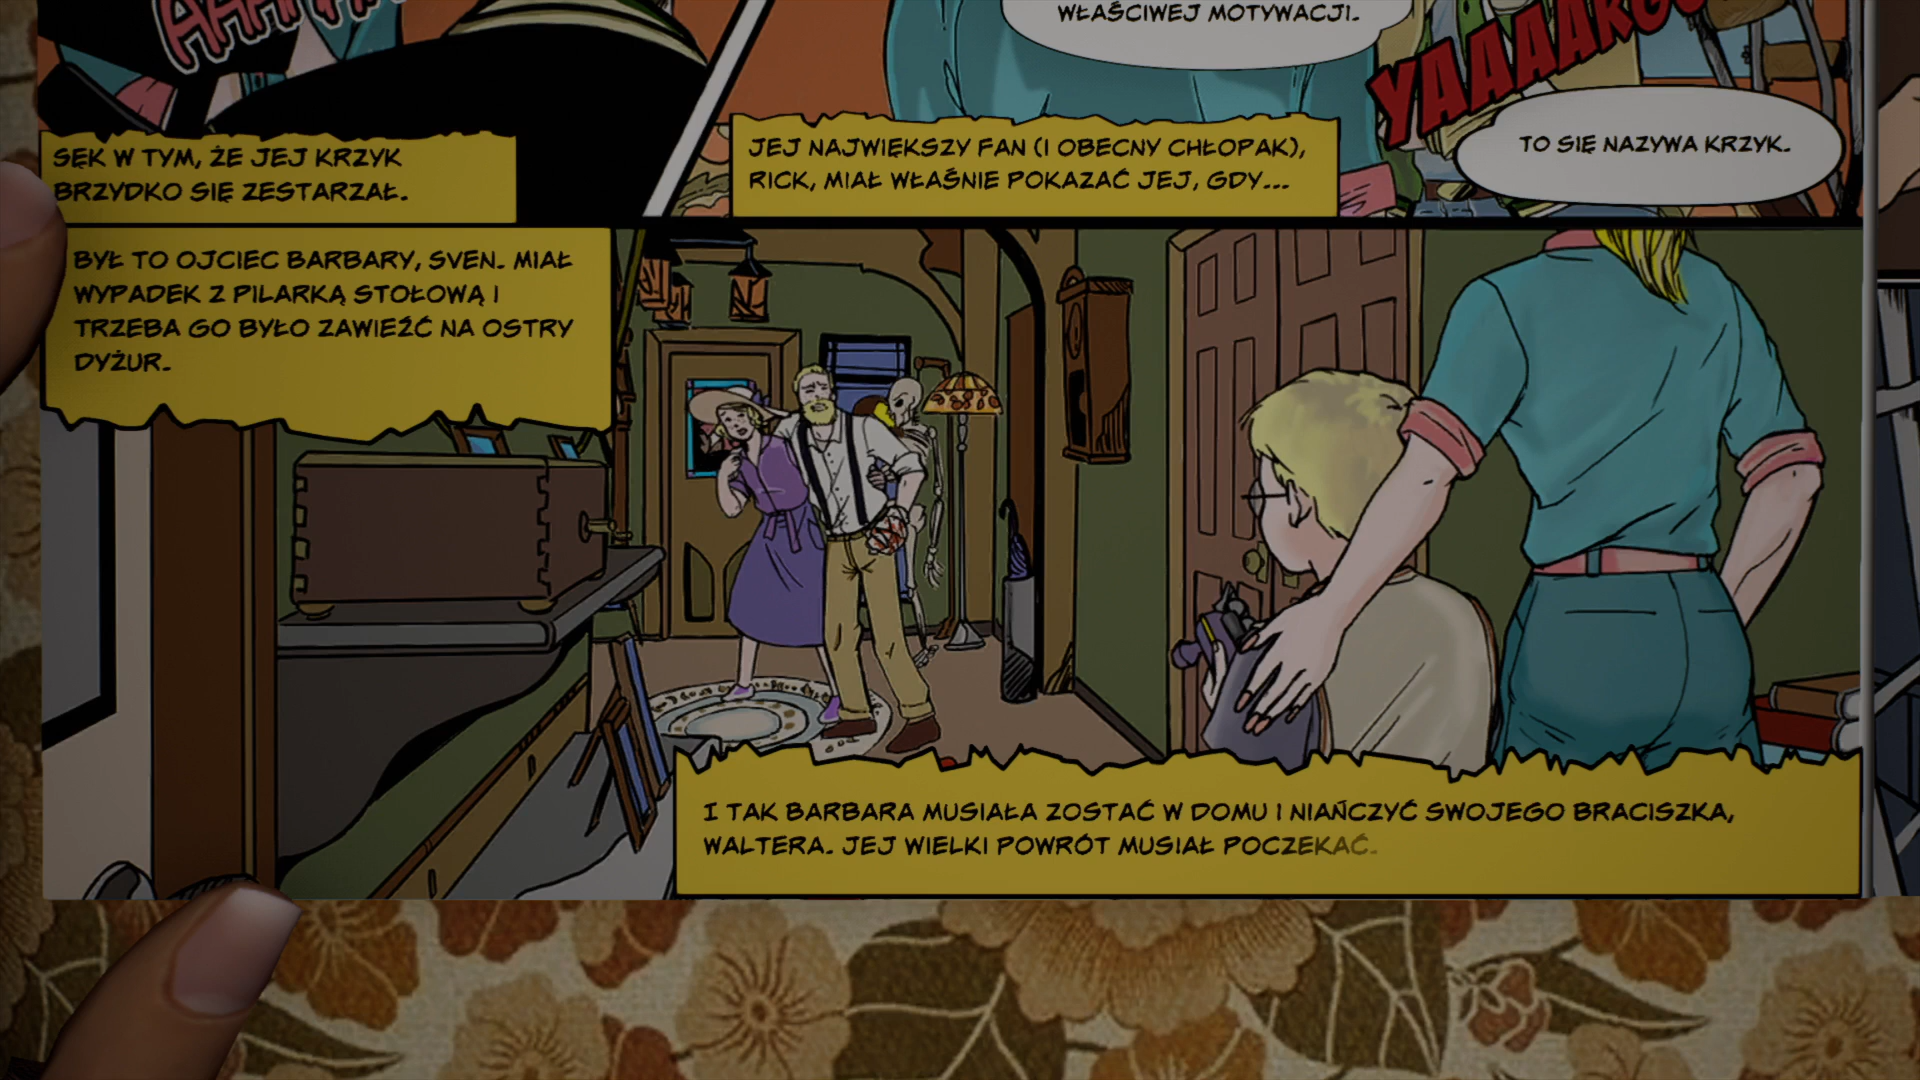 WŁAŚCIWEJ MOTYWACJI.
SĘK W TYM, ŻE JEJ KRZYK
BRZYDKO SIĘ ZESTARZAŁ.
JEJ NAJWIĘKSZY FAN (I OBECNY CHŁOPAK),
RICK, MIAŁ WŁAŚNIE POKAZAĆ JEJ, GDY...
TO SIĘ NAZYWA KRZYK.
BYŁ TO OJCIEC BARBARY, SVEN. MIAŁ
WYPADEK Z PILARKĄ STOŁOWĄ I
TRZEBA GO BYŁO ZAWIEŹĆ NA OSTRY
DYŻUR.
I TAK BARBARA MUSIAŁA ZOSTAĆ W DOMU I NIAŃCZYĆ SWOJEGO BRACISZKA,
WALTERA. JEJ WIELKI POWRÓT MUSIAŁ POCZEKAĆ.